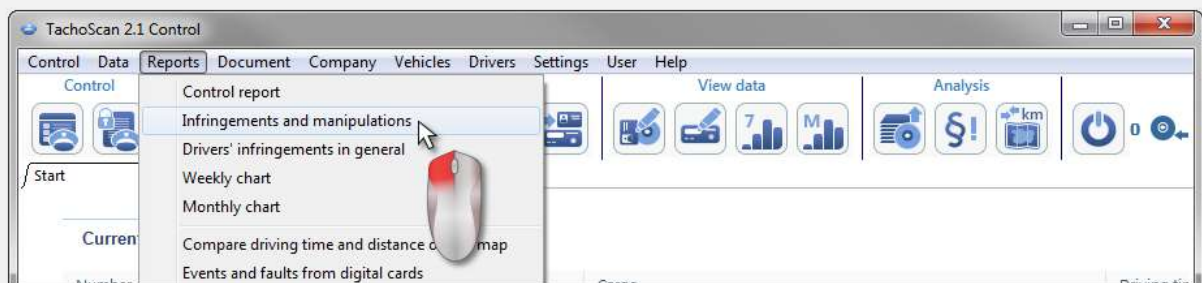 TachoScan 2.1 Control
Control Data Reports Document Company Vehicles Drivers Settings User Help
Control View data Analysis
Control report
Infringements and manipulations
Drivers' infringements in general
Weekly chart
Monthly chart
Compare driving time and distance map
Events and faults from digital cards
7 M §! km 0
Start
Curren